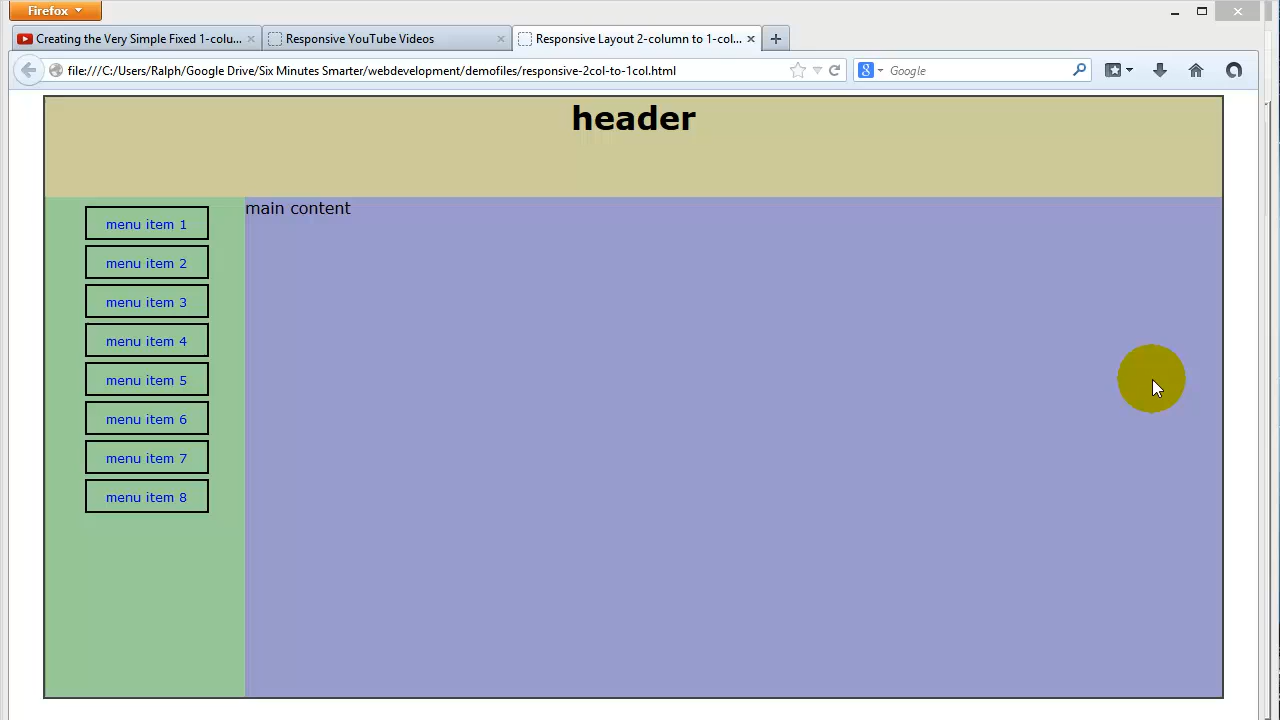 Firefox
Creating the Very Simple Fixed 1-colu...
Responsive YouTube Videos
Responsive Layout 2-column to 1-col...
file:///C:/Users/Ralph/Google Drive/Six Minutes Smarter/webdevelopment/demofiles/responsive-2col-to-1col.html
Google
header
main content
menu item 1
menu item 2
menu item 3
menu item 4
menu item 5
menu item 6
menu item 7
menu item 8